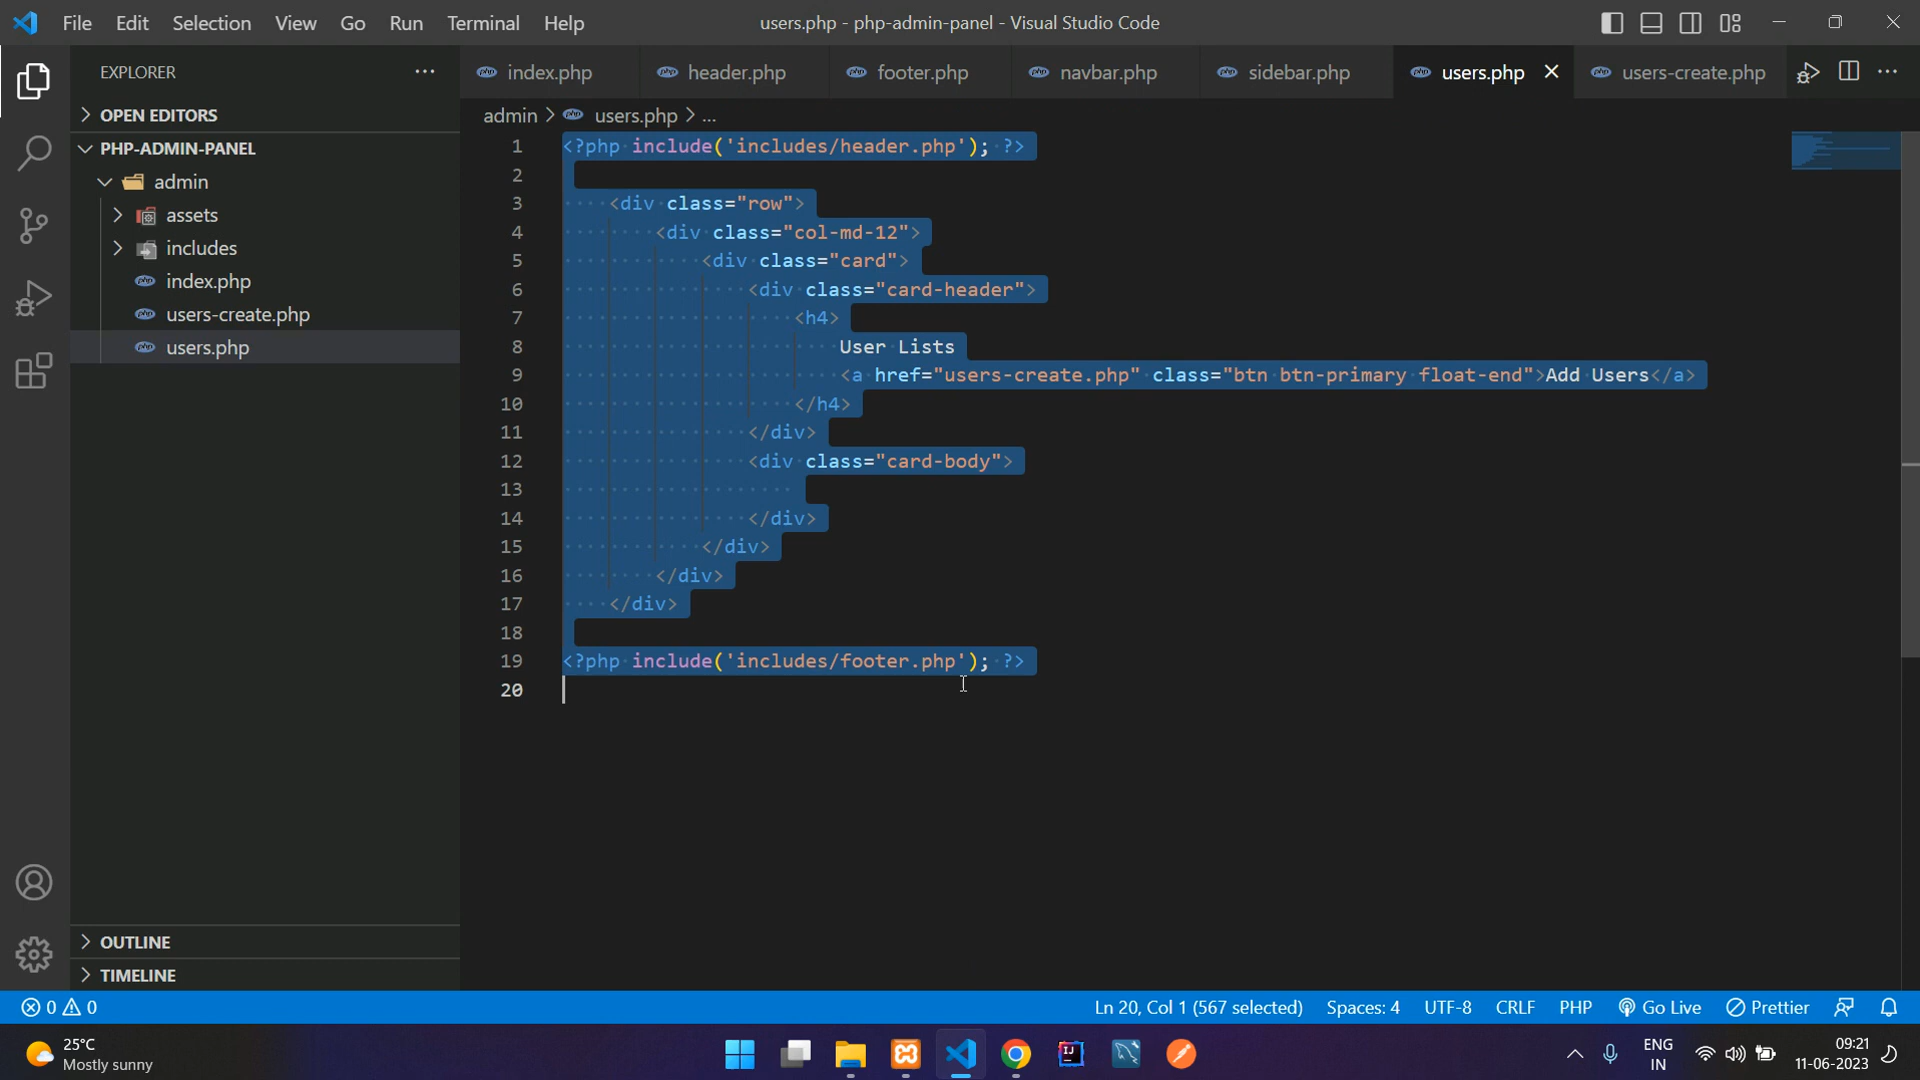 File Edit Selection View Go Run Terminal Help
users.php - php-admin-panel - Visual Studio Code
EXPLORER
index.php header.php footer.php navbar.php sidebar.php users.php users-create.php
OPEN EDITORS
PHP-ADMIN-PANEL
admin
assets
includes
index.php
users-create.php
users.php
OUTLINE
TIMELINE
admin > users.php > ...
1 <?php include('includes/header.php'); ?>
2
3 <div class="row">
4 <div class="col-md-12">
5 <div class="card">
6 <div class="card-header">
7 <h4>
8 User Lists
9 <a href="users-create.php" class="btn btn-primary float-end">Add Users</a>
10 </h4>
11 </div>
12 <div class="card-body">
13
14 </div>
15 </div>
16 </div>
17 </div>
18
19 <?php include('includes/footer.php'); ?>
20
0 0
Ln 20, Col 1 (567 selected) Spaces: 4 UTF-8 CRLF PHP Go Live Prettier
25°C
Mostly sunny
ENG
IN
09:21
11-06-2023